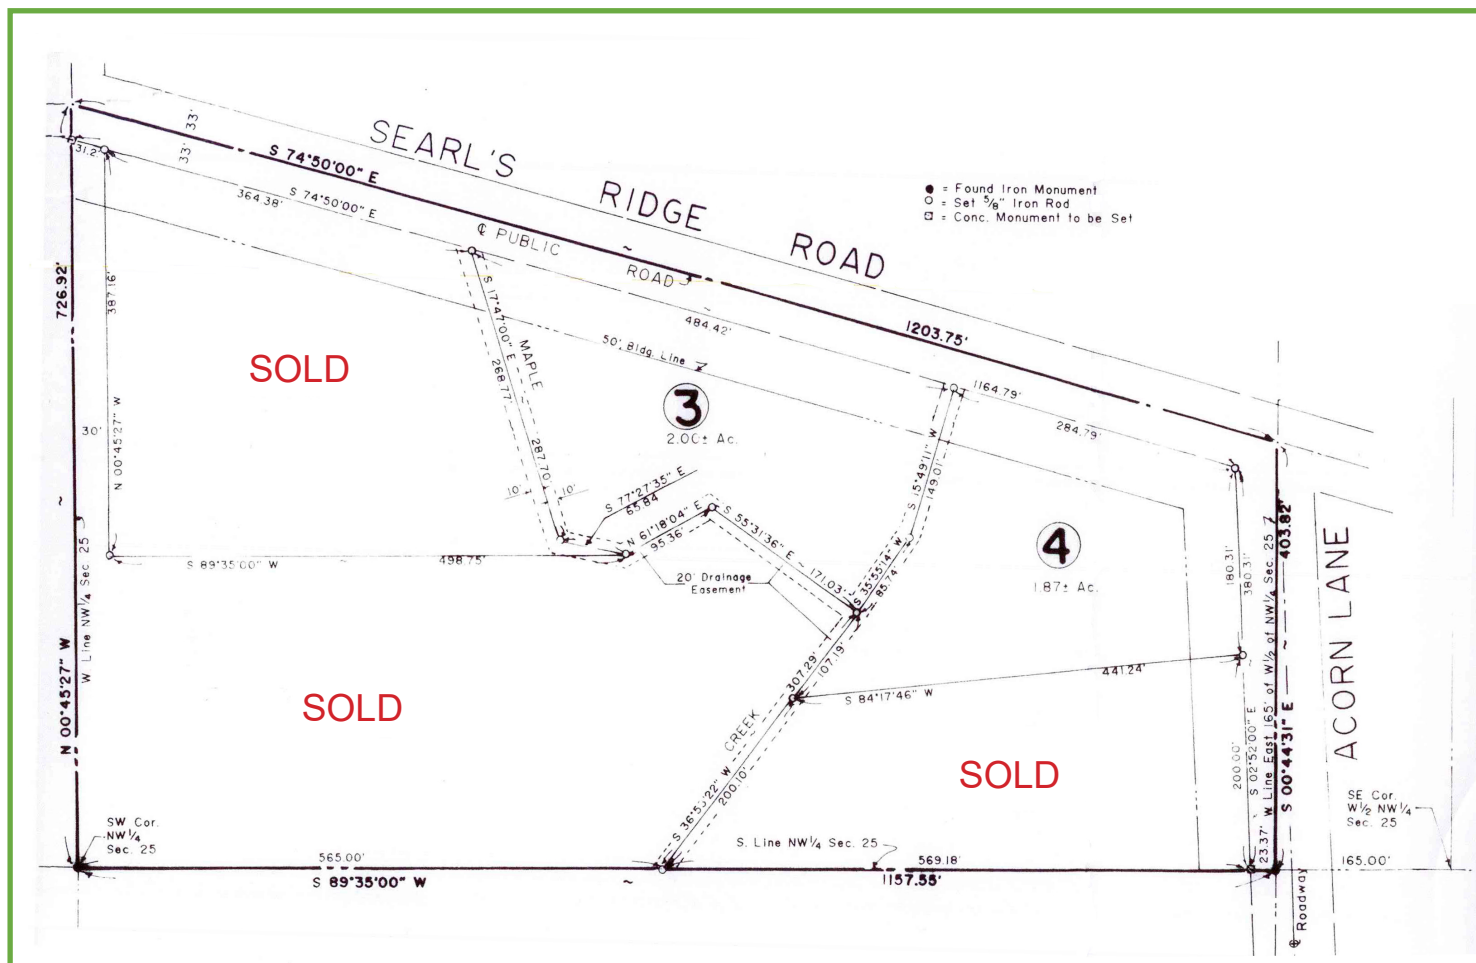 SEARL'S RIDGE ROAD
● = Found Iron Monument
○ = Set 5/8" Iron Rod
= Conc. Monument to be Set
33'
33'
31.2'
S 74°50'00" E
S 74°50'00" E
364.38'
℄ PUBLIC ROAD
~
~
484.42'
1203.75'
50' Bldg. Line
1164.79'
284.79'
726.92'
387.16'
N 00°45'27" W
30'
SOLD
S 17°47'00" E
268.77'
MAPLE
287.70'
10'
10'
3
2.00± Ac.
S 77°27'35" E
65.84
N 61°18'04" E
95.36'
S 55°31'36" E ~ 171.03'
S 15°49'11" W
149.01'
S 35°55'14" W
85.74'
4
1.87± Ac.
180.31'
380.31'
403.82'
W Line East 165' of W1/2 of NW1/4 Sec. 25
S 00°44'31" E
~
ACORN LANE
S 89°35'00" W ~ 498.75'
20' Drainage
Easement
307.29'
107.19'
S 84°17'46" W
441.24'
W Line NW1/4 Sec. 25
N 00°45'27" W
~
SOLD
CREEK
200.10'
SOLD
200.00'
S 02°52'00" E
23.37'
SW Cor.
NW1/4
Sec. 25
SE Cor.
W1/2 NW1/4
Sec. 25
S. Line NW1/4 Sec. 25
565.00'
569.18'
165.00'
S 89°35'00" W ~ 1157.55'
℄ Roadway